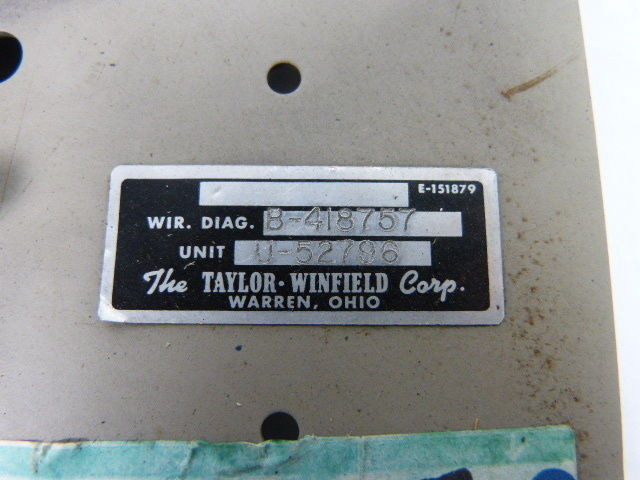 E-151879
WIR. DIAG. B-418757
UNIT U-52796
The TAYLOR·WINFIELD Corp.
WARREN, OHIO